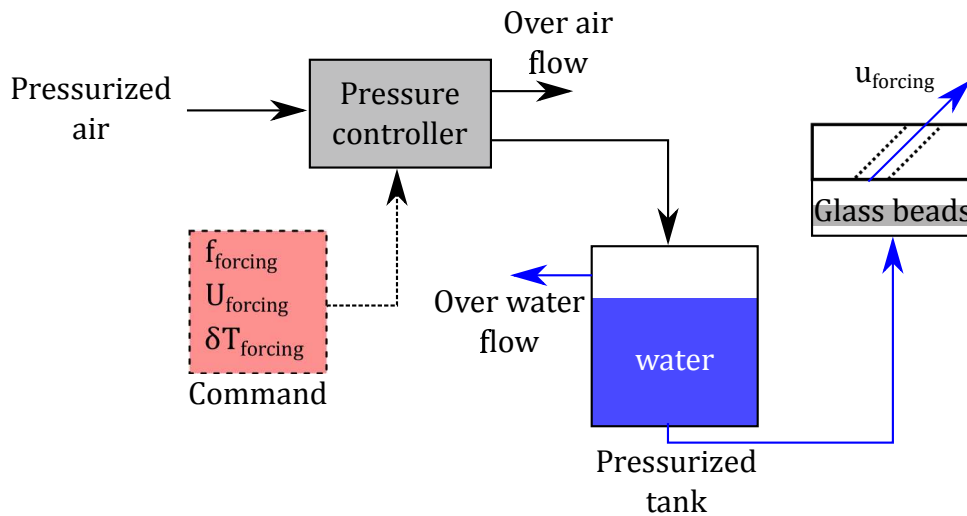 Over air
flow
Pressurized
air
Pressure
controller
u_forcing
Glass beads
f_forcing
U_forcing
δT_forcing
Command
Over water
flow
water
Pressurized
tank